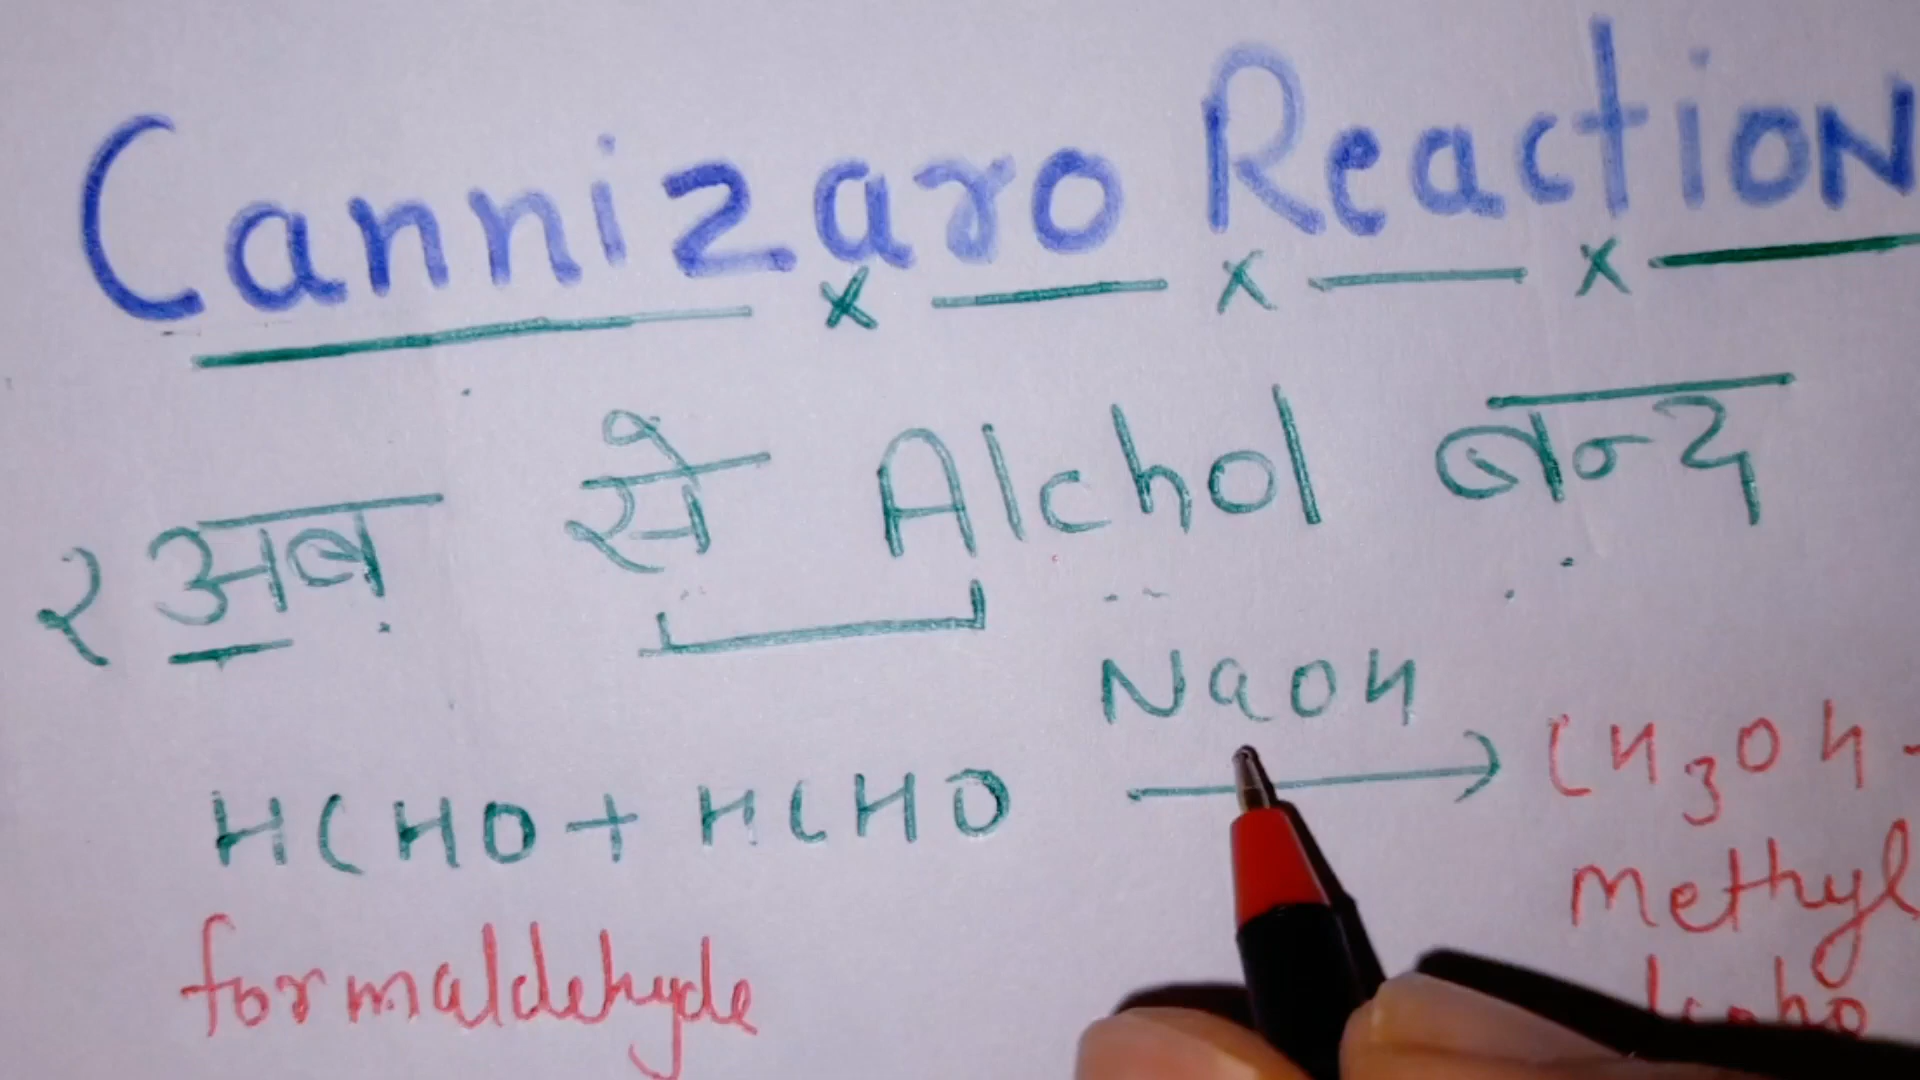 Cannizaro Reaction
२ अब से Alchol बन्द
NaOH
HCHO + HCHO → CH3OH -
formaldehyde methyl